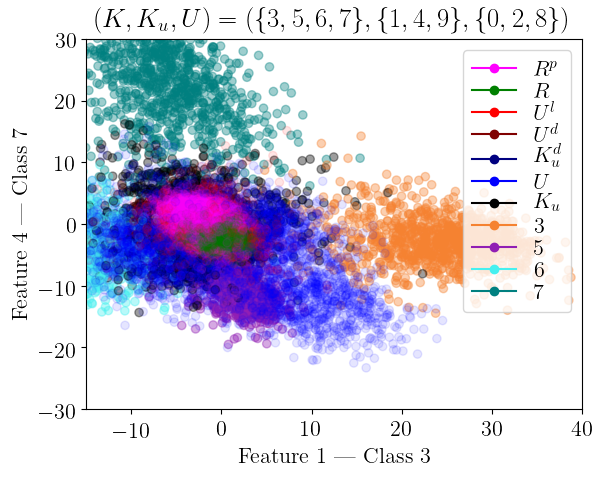 (K, K_u, U) = ({3, 5, 6, 7}, {1, 4, 9}, {0, 2, 8})
30
20
10
0
−10
−20
−30
Feature 4 — Class 7
R^p
R
U^l
U^d
K_u^d
U
K_u
3
5
6
7
−10 0 10 20 30 40
Feature 1 — Class 3